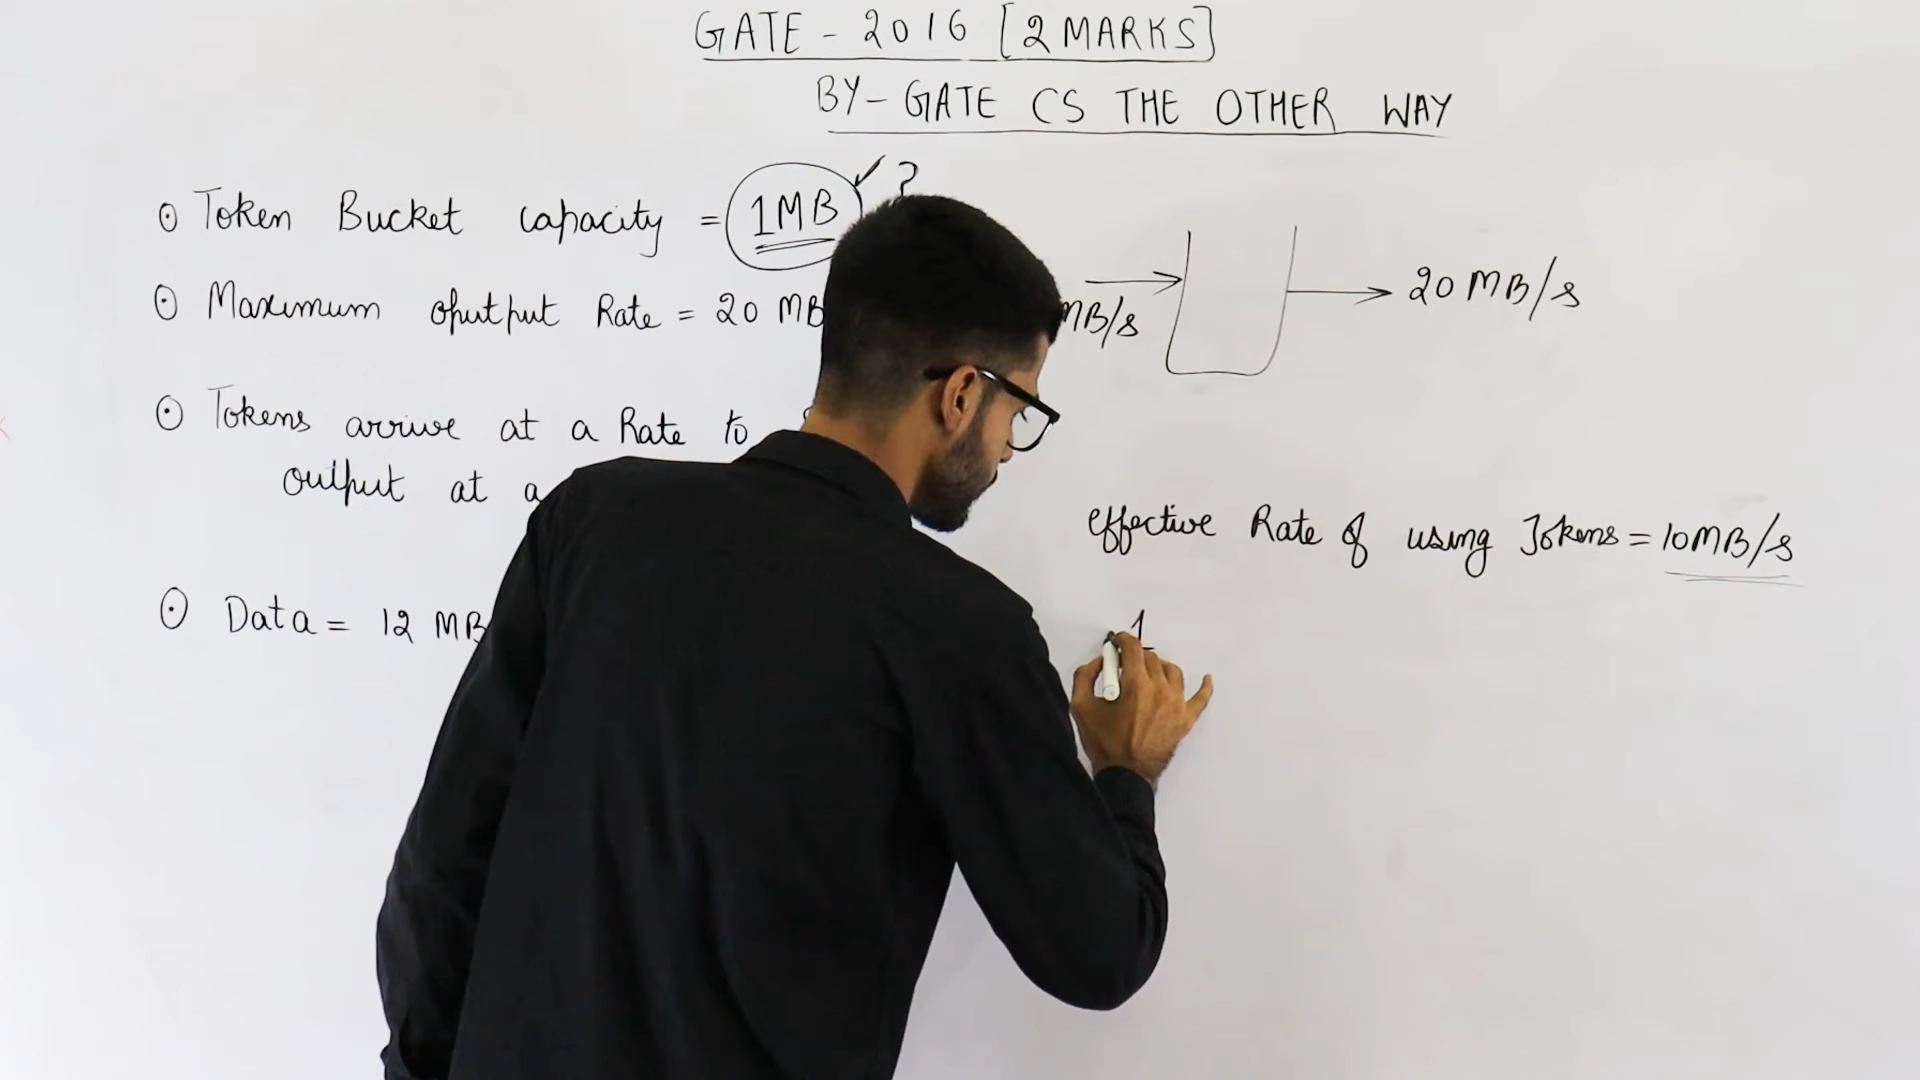 GATE - 2016 [2 MARKS]
BY - GATE CS THE OTHER WAY
Token Bucket capacity = 1MB ?
Maximum oputput Rate = 20 MB
MB/s
20 MB/s
Tokens arrive at a Rate to
output at a
effective Rate of using Tokens = 10MB/s
Data = 12 MB
1